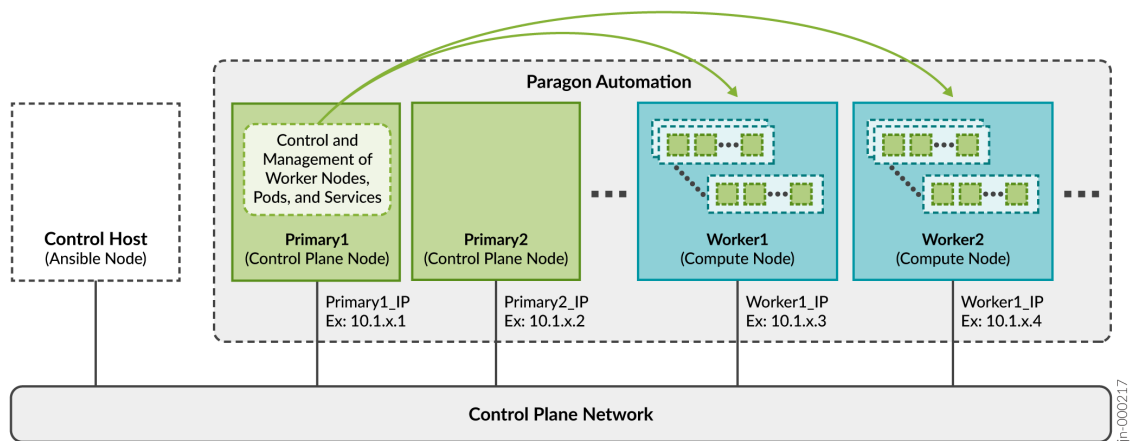 Paragon Automation
Control and
Management of
Worker Nodes,
Pods, and Services
Control Host
(Ansible Node)
Primary1
(Control Plane Node)
Primary2
(Control Plane Node)
Worker1
(Compute Node)
Worker2
(Compute Node)
Primary1_IP
Ex: 10.1.x.1
Primary2_IP
Ex: 10.1.x.2
Worker1_IP
Ex: 10.1.x.3
Worker1_IP
Ex: 10.1.x.4
Control Plane Network
jn-000217